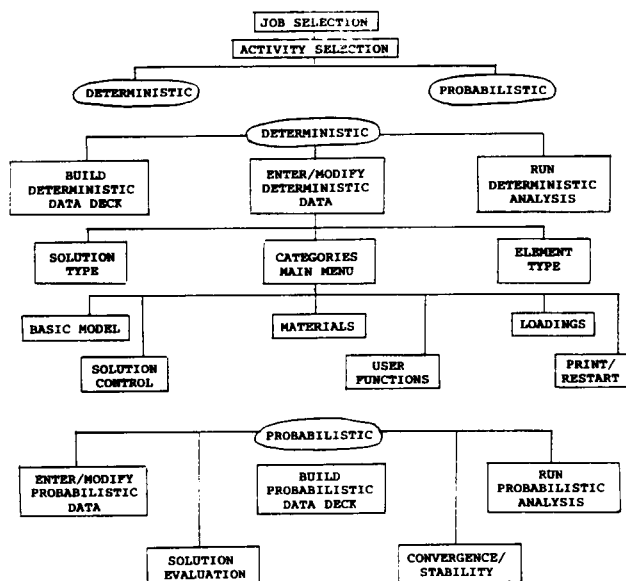 JOB SELECTION
ACTIVITY SELECTION
DETERMINISTIC
PROBABILISTIC
DETERMINISTIC
BUILD
DETERMINISTIC
DATA DECK
ENTER/MODIFY
DETERMINISTIC
DATA
RUN
DETERMINISTIC
ANALYSIS
SOLUTION
TYPE
CATEGORIES
MAIN MENU
ELEMENT
TYPE
BASIC MODEL
MATERIALS
LOADINGS
SOLUTION
CONTROL
USER
FUNCTIONS
PRINT/
RESTART
PROBABILISTIC
ENTER/MODIFY
PROBABILISTIC
DATA
BUILD
PROBABILISTIC
DATA DECK
RUN
PROBABILISTIC
ANALYSIS
SOLUTION
EVALUATION
CONVERGENCE/
STABILITY